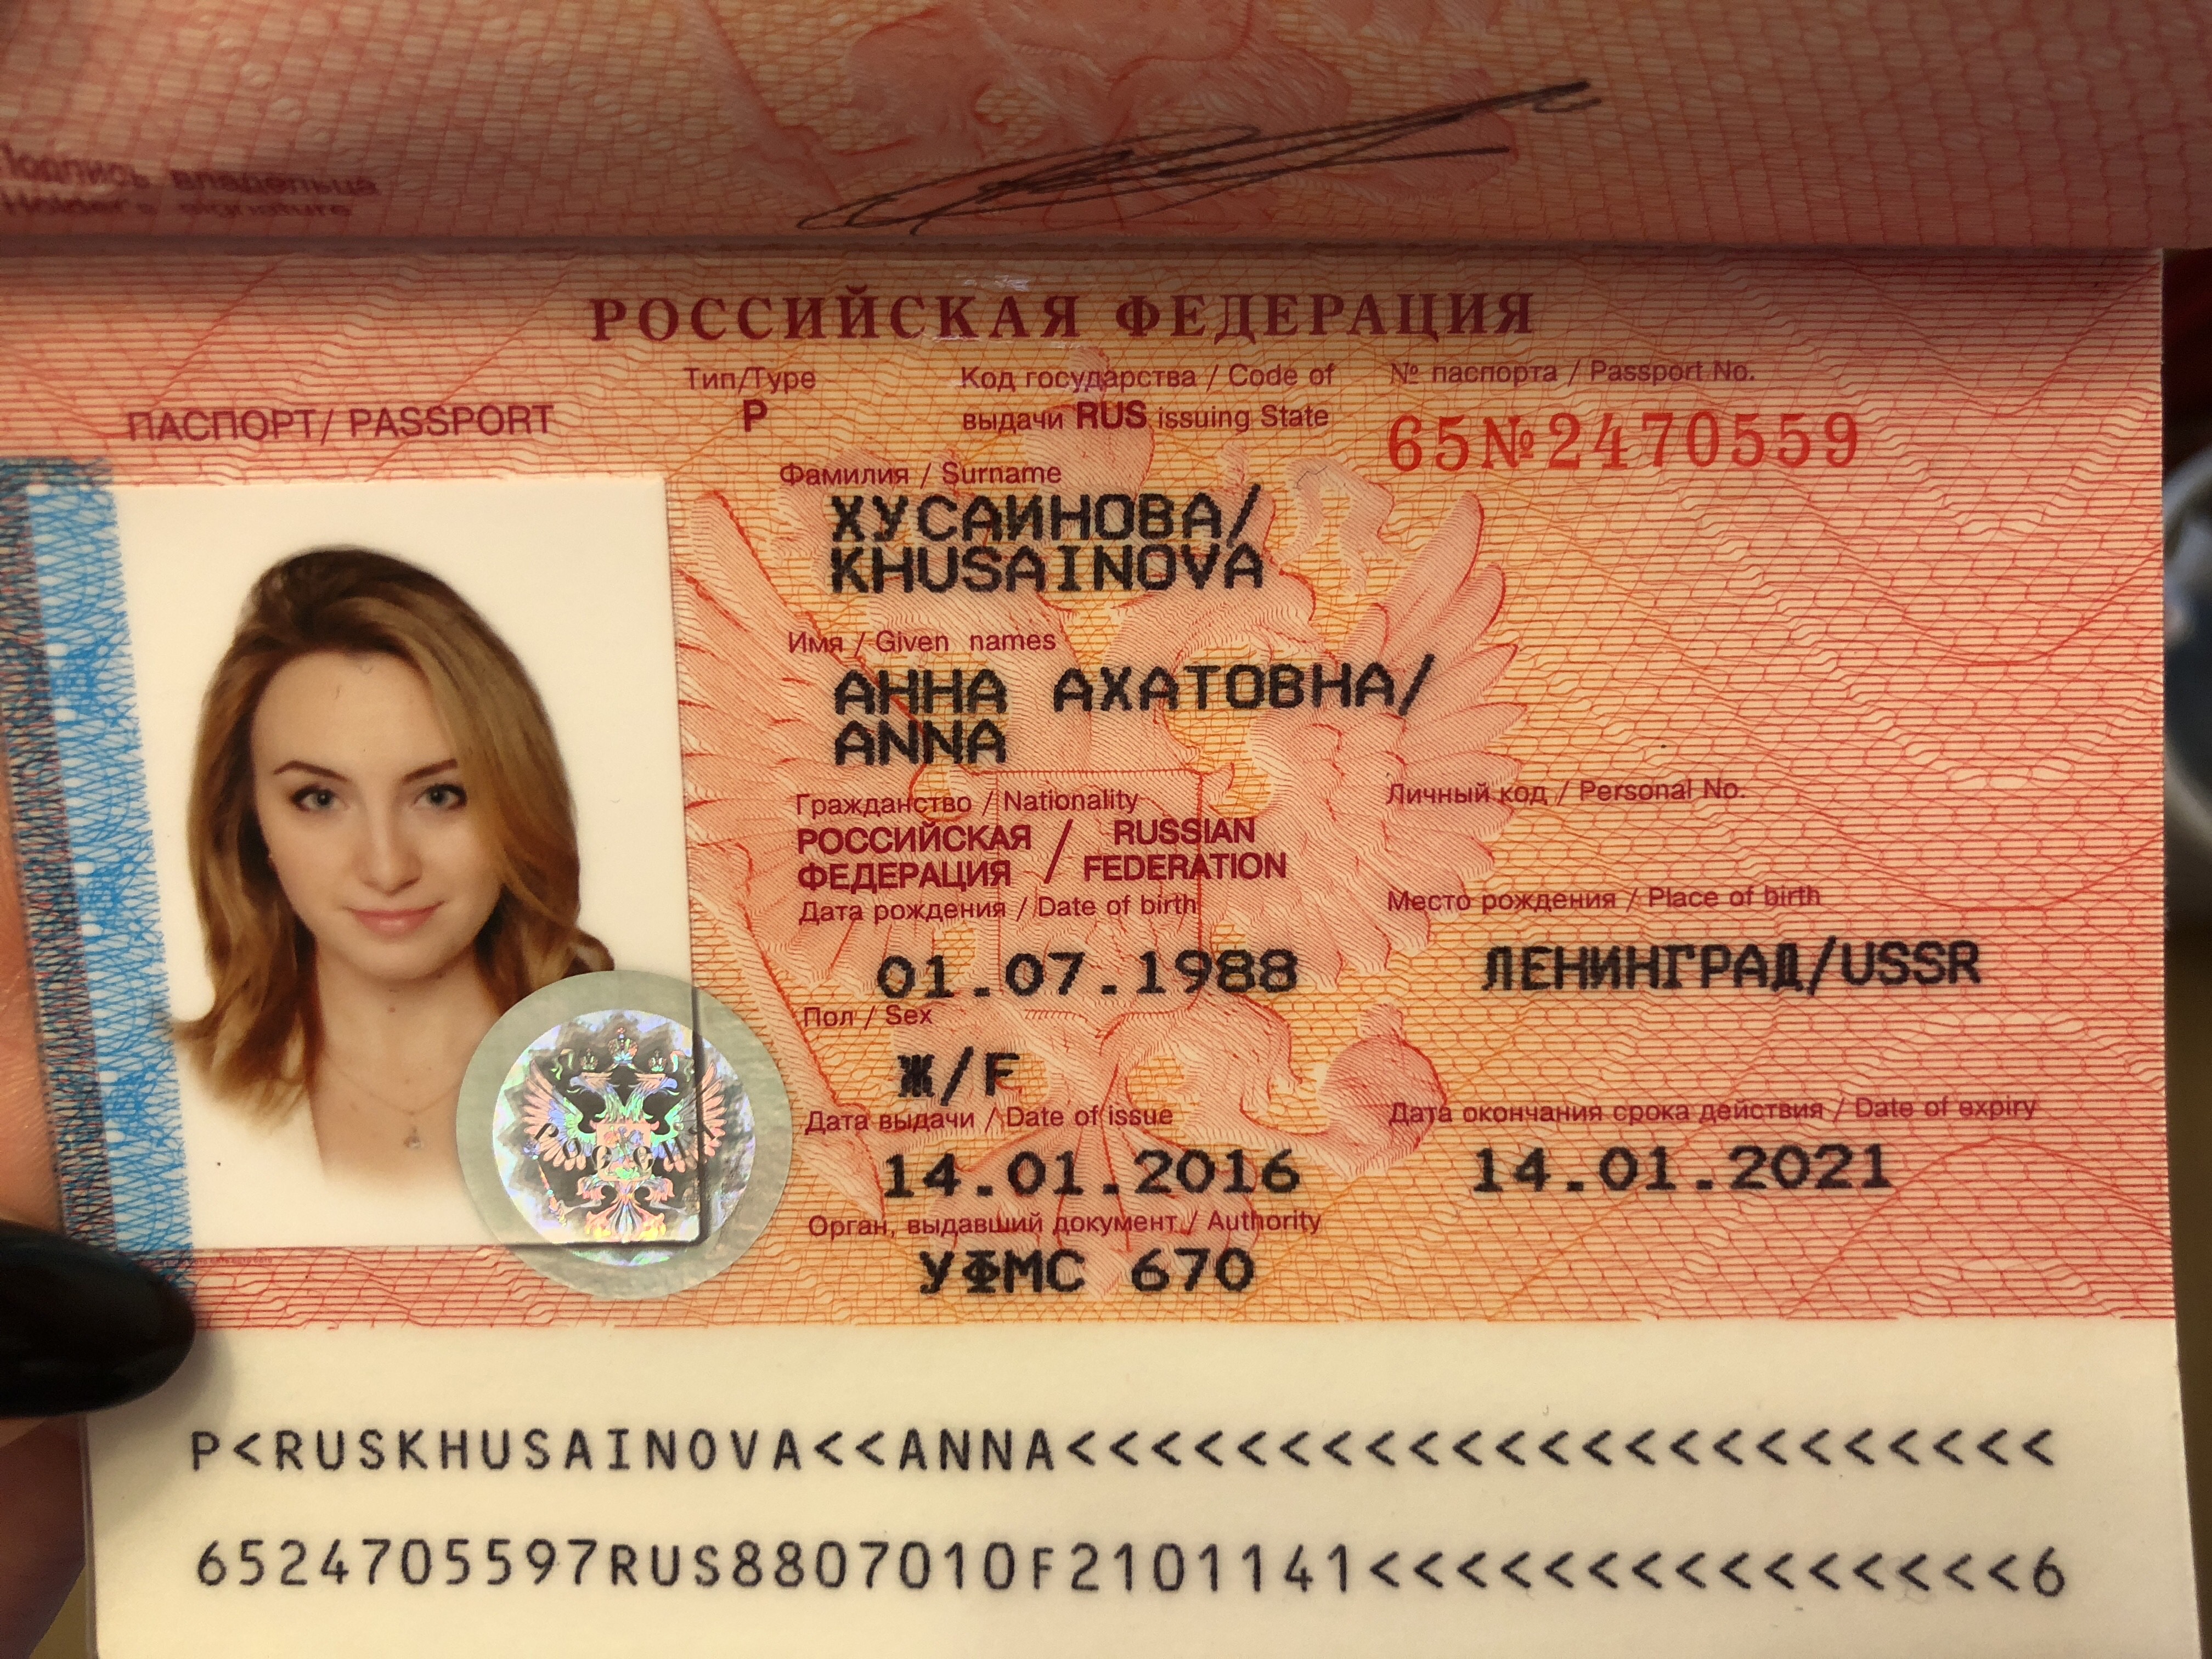 Подпись владельца
Holder's signature
РОССИЙСКАЯ ФЕДЕРАЦИЯ
ПАСПОРТ/ PASSPORT
Тип/Type
P
Код государства / Code of
выдачи RUS issuing State
№ паспорта / Passport No.
65№2470559
Фамилия / Surname
ХУСАИНОВА/
KHUSAINOVA
Имя / Given names
АННА АХАТОВНА/
ANNA
Гражданство / Nationality
РОССИЙСКАЯ / RUSSIAN
ФЕДЕРАЦИЯ / FEDERATION
Личный код / Personal No.
Дата рождения / Date of birth
01.07.1988
Место рождения / Place of birth
ЛЕНИНГРАД/USSR
Пол / Sex
Ж/F
Дата выдачи / Date of issue
14.01.2016
Дата окончания срока действия / Date of expiry
14.01.2021
Орган, выдавший документ / Authority
УФМС 670
P<RUSKHUSAINOVA<<ANNA<<<<<<<<<<<<<<<<<<<<<<<
6524705597RUS8807010F2101141<<<<<<<<<<<<<<<6